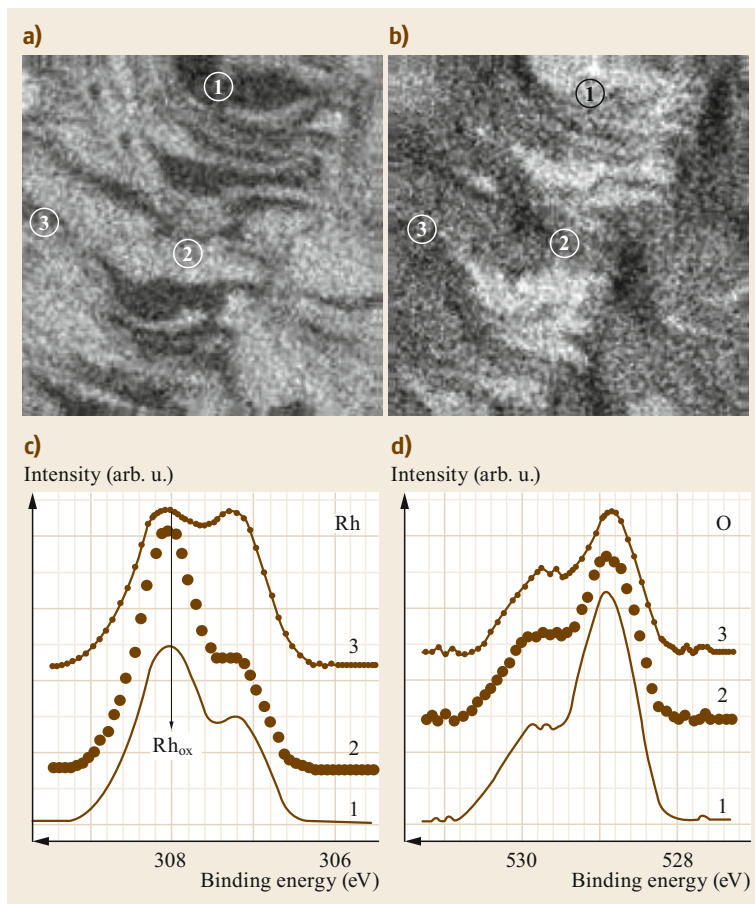 a)
b)
1
1
3
3
2
2
c)
d)
Intensity (arb. u.)
Intensity (arb. u.)
Rh
O
3
3
2
2
Rhox
1
1
308
306
530
528
Binding energy (eV)
Binding energy (eV)